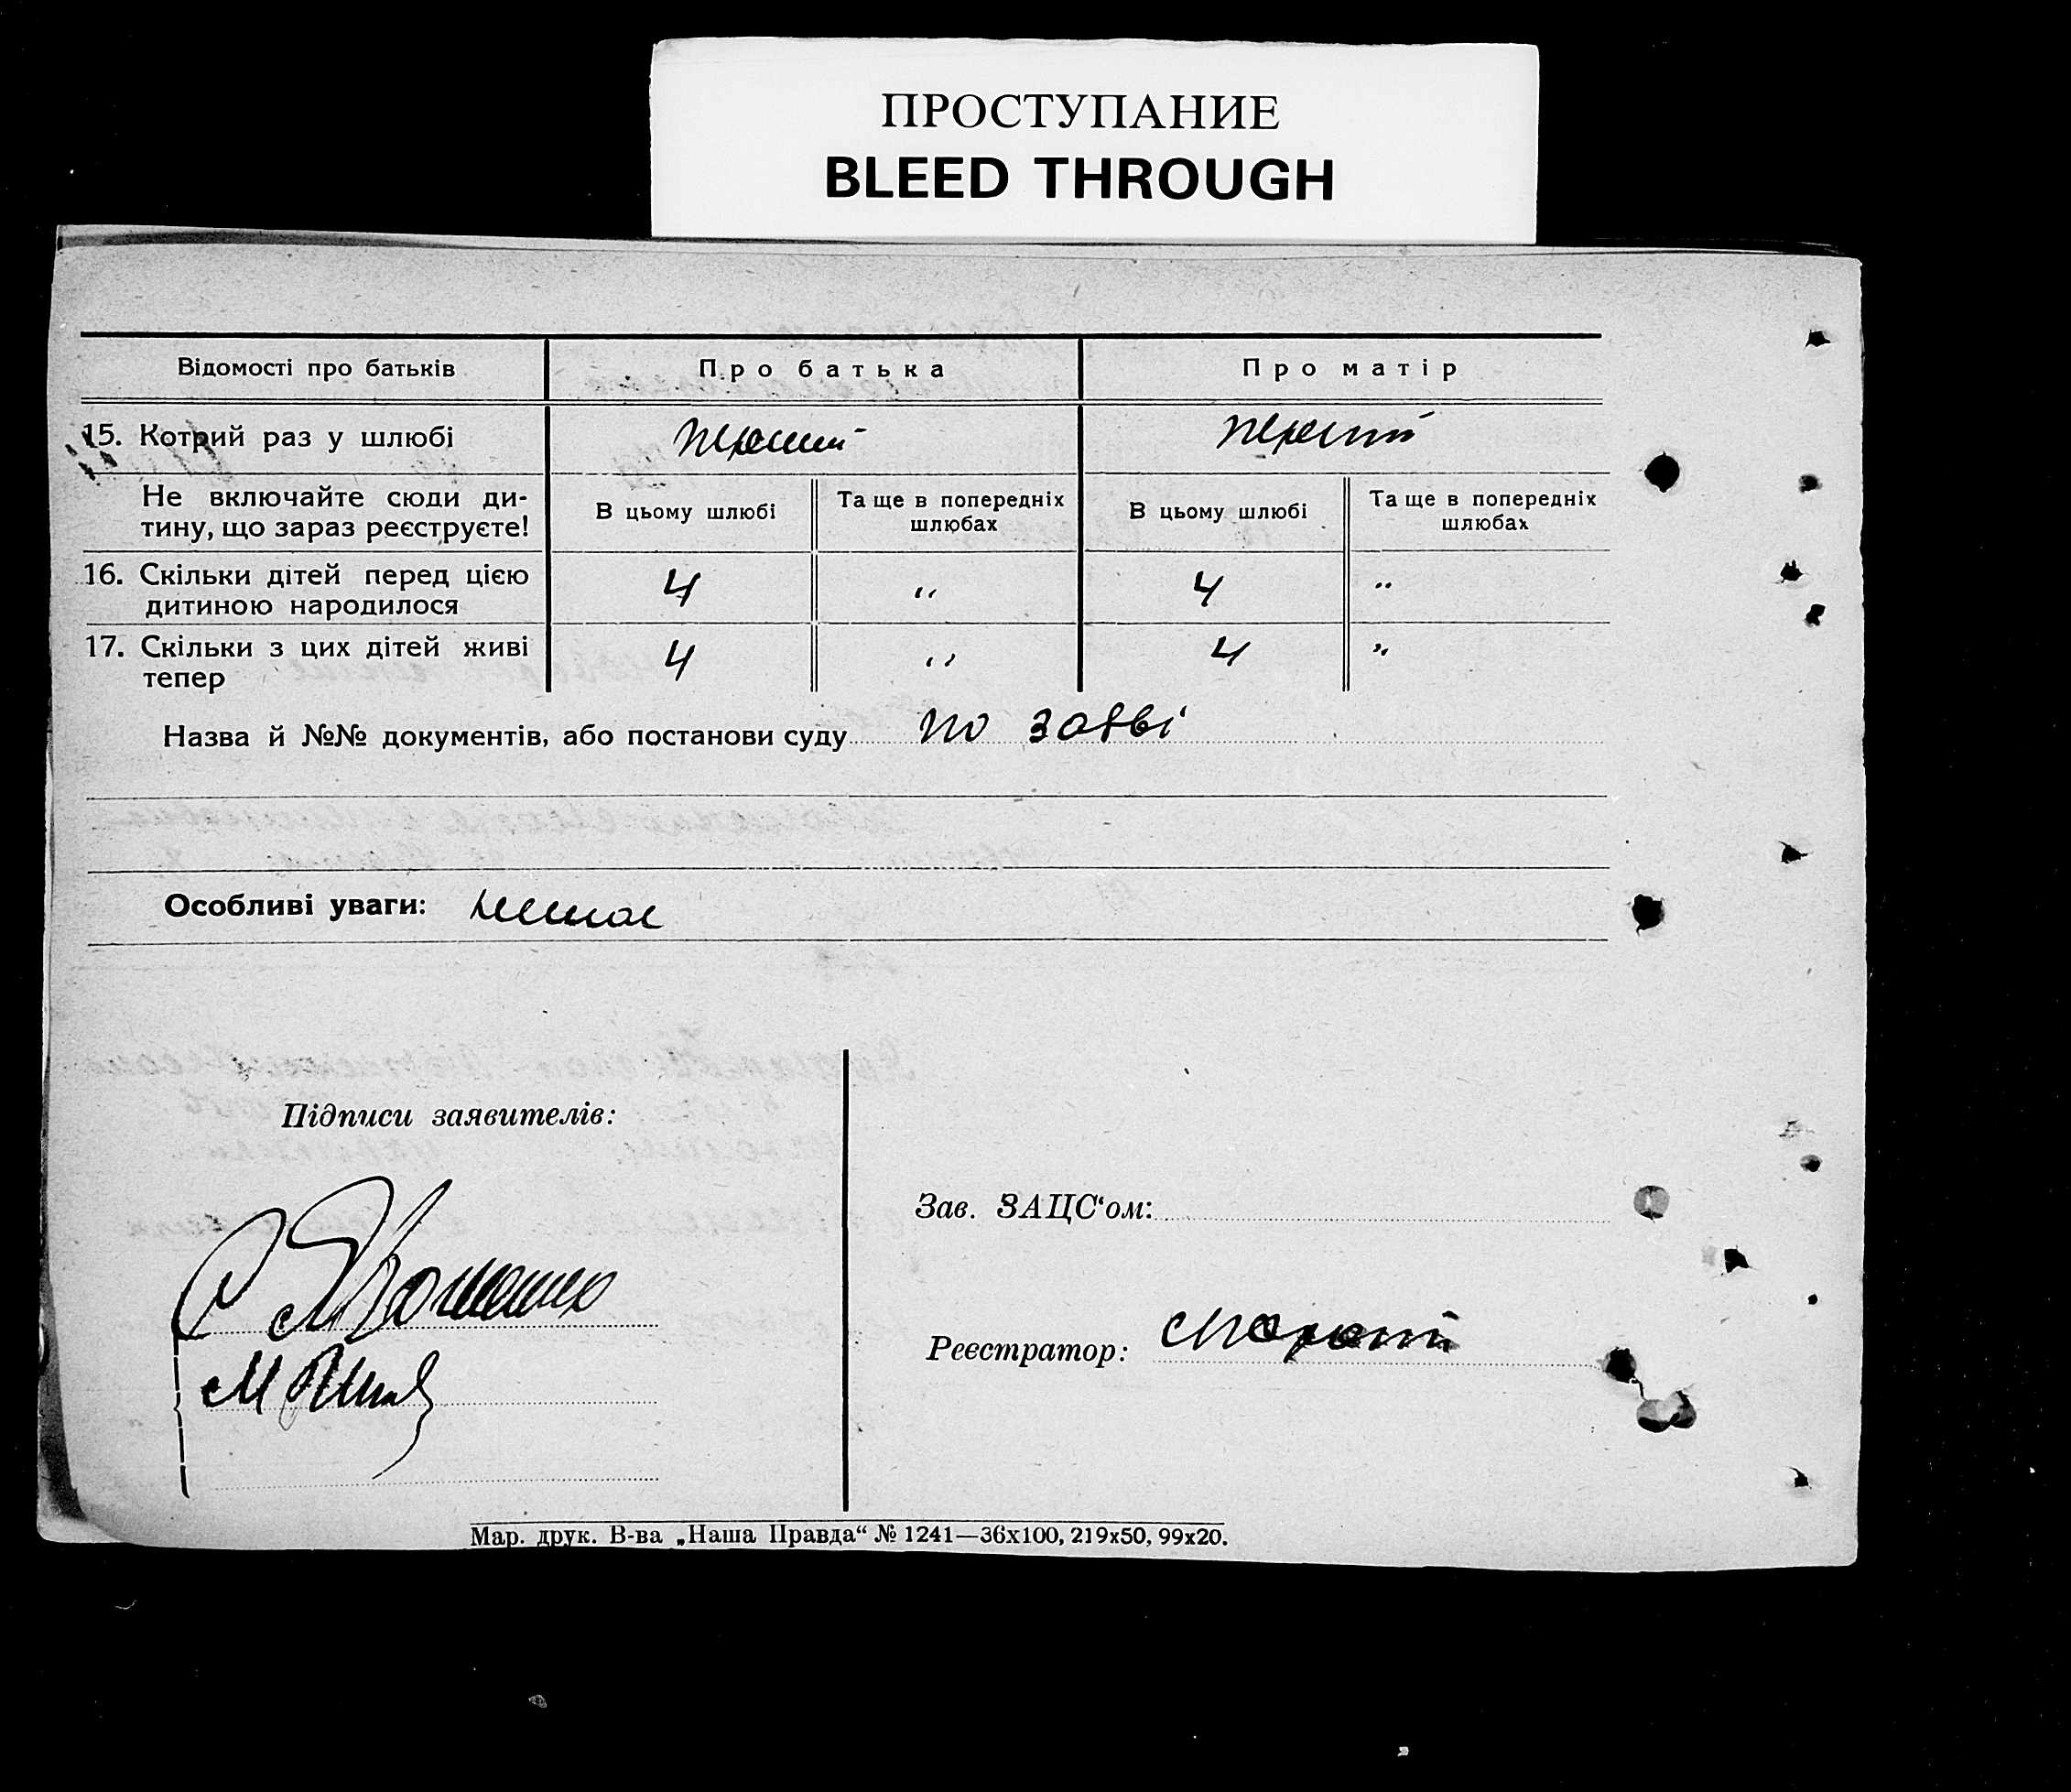 ПРОСТУПАНИЕ
BLEED THROUGH
Відомості про батьків
Про батька
Про матір
15. Котрий раз у шлюбі
перший
перший
Не включайте сюди ди-
тину, що зараз реєструєте!
В цьому шлюбі
Та ще в попередніх
шлюбах
В цьому шлюбі
Та ще в попередніх
шлюбах
16. Скільки дітей перед цією
дитиною народилося
4
"
4
"
17. Скільки з цих дітей живі
тепер
4
"
4
"
Назва й №№ документів, або постанови суду по заяві
Особливі уваги: немає
Підписи заявителів:
Зав. ЗАЦС‘ом:
Реєстратор:
Мар. друк. В-ва „Наша Правда“ № 1241—36х100, 219х50, 99х20.